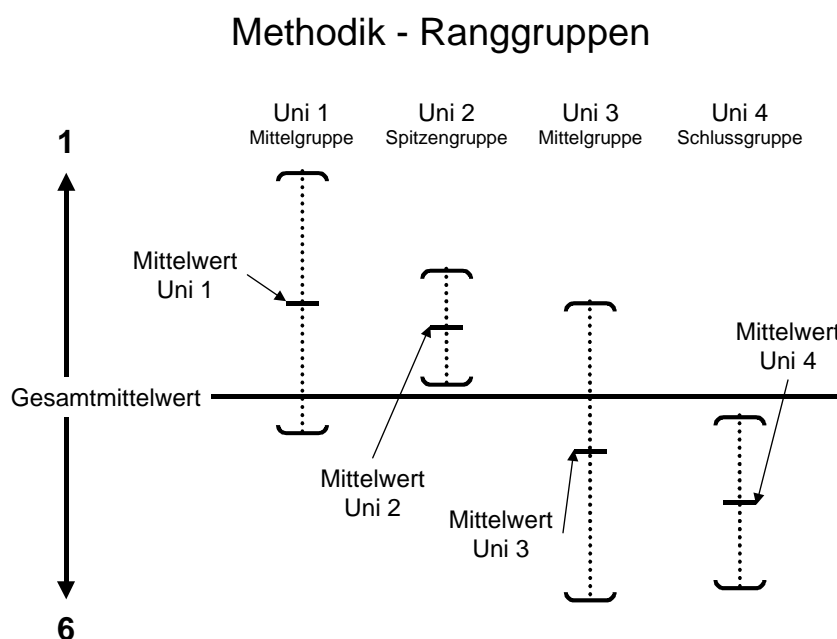 Methodik - Ranggruppen
Uni 1
Mittelgruppe
Uni 2
Spitzengruppe
Uni 3
Mittelgruppe
Uni 4
Schlussgruppe
1
Mittelwert
Uni 1
Mittelwert
Uni 4
Gesamtmittelwert
Mittelwert
Uni 2
Mittelwert
Uni 3
6